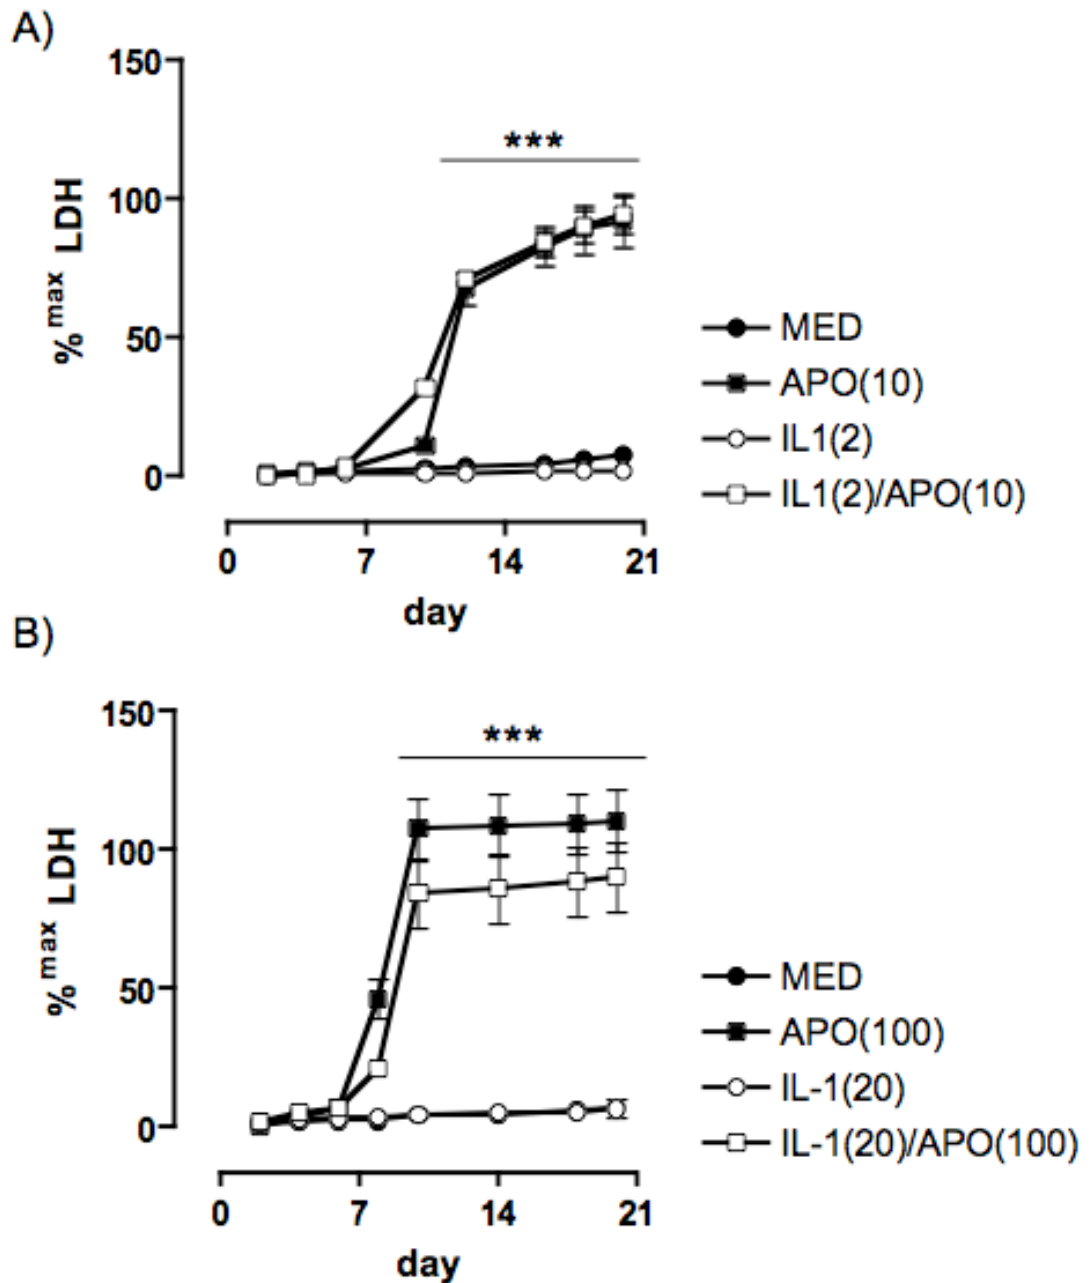 A)
150
100
50
0
% max LDH
***
MED
APO(10)
IL1(2)
IL1(2)/APO(10)
0 7 14 21
day
B)
150
100
50
0
% max LDH
***
MED
APO(100)
IL-1(20)
IL-1(20)/APO(100)
0 7 14 21
day